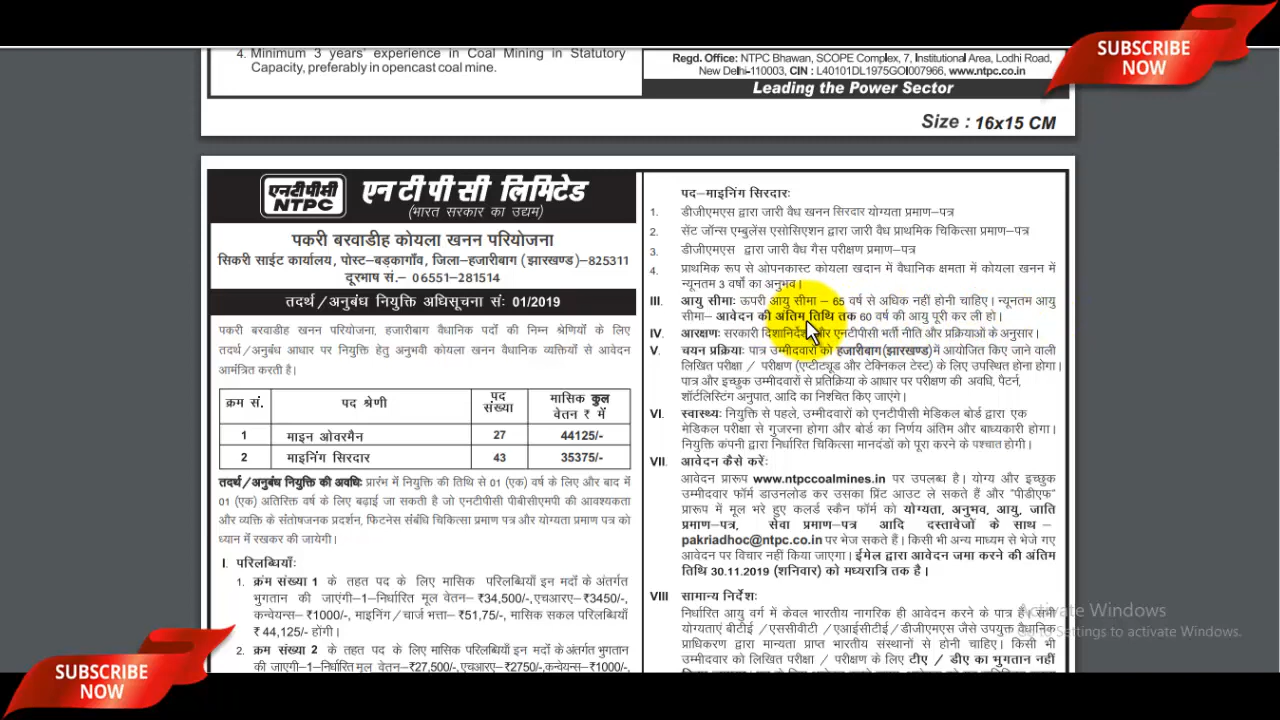 4. Minimum 3 years' experience in Coal Mining in Statutory
Capacity, preferably in opencast coal mine.
Regd. Office: NTPC Bhawan, SCOPE Complex, 7, Institutional Area, Lodhi Road,
New Delhi-110003, CIN : L40101DL1975GOI007966, www.ntpc.co.in
Leading the Power Sector
Size : 16x15 CM
SUBSCRIBE
NOW
एनटीपीसी
NTPC
एन टी पी सी लिमिटेड
(भारत सरकार का उद्यम)
पकरी बरवाडीह कोयला खनन परियोजना
सिकरी साईट कार्यालय, पोस्ट–बड़कागाँव, जिला–हजारीबाग (झारखण्ड)–825311
दूरभाष सं.– 06551-281514
तदर्थ/अनुबंध नियुक्ति अधिसूचना संः 01/2019
पकरी बरवाडीह कोयला खनन परियोजना, हजारीबाग वैधानिक पदों की निम्न श्रेणियों के लिए
तदर्थ/अनुबंध आधार पर नियुक्ति हेतु अनुभवी कोयला खनन वैधानिक व्यक्तियों से आवेदन
आमंत्रित करती है।
क्रम सं. पद श्रेणी पद संख्या मासिक कुल वेतन ₹ में
1 माइन ओवरमैन 27 44125/-
2 माइनिंग सिरदार 43 35375/-
तदर्थ/अनुबंध नियुक्ति की अवधिः प्रारंभ में नियुक्ति की तिथि से 01 (एक) वर्ष के लिए और बाद में
01 (एक) अतिरिक्त वर्ष के लिए बढ़ाई जा सकती है जो एनटीपीसी पीबीसीएमपी की आवश्यकता
और व्यक्ति के संतोषजनक प्रदर्शन, फिटनेस संबंधि चिकित्सा प्रमाण पत्र और योग्यता प्रमाण पत्र को
ध्यान में रखकर की जायेगी।
I. परिलब्धियाँः
1. क्रंम संख्या 1 के तहत पद के लिए मासिक परिलब्धियाँ इन मदों के अंतर्गत
भुगतान की जाएंगी–1–निर्धारित मूल वेतन–₹34,500/-, एचआरए–₹3450/-,
कन्वेयन्स–₹1000/-, माइनिंग/चार्ज भत्ता–₹51,75/-, मासिक सकल परिलब्धियाँ
₹ 44,125/- होंगी।
2. क्रम संख्या 2 के तहत पद के लिए मासिक परिलब्धियाँ इन मदों के अंतर्गत भुगतान
की जाएंगी–1–निर्धारित मूल वेतन–₹27,500/-, एचआरए–₹2750/-,कन्वेयन्स–₹1000/-,
पद–माइनिंग सिरदारः
1. डीजीएमएस द्वारा जारी वैध खनन सिरदार योग्यता प्रमाण–पत्र
2. सेंट जॉन्स एम्बुलेंस एसोसिएशन द्वारा जारी वैध प्राथमिक चिकित्सा प्रमाण–पत्र
3. डीजीएमएस द्वारा जारी वैध गैस परीक्षण प्रमाण–पत्र
4. प्राथमिक रूप से ओपनकास्ट कोयला खदान में वैधानिक क्षमता में कोयला खनन में
न्यूनतम 3 वर्षों का अनुभव।
III. आयु सीमाः ऊपरी आयु सीमा – 65 वर्ष से अधिक नहीं होनी चाहिए। न्यूनतम आयु
सीमा– आवेदन की अंतिम तिथि तक 60 वर्ष की आयु पूरी कर ली हो।
IV. आरक्षणः सरकारी दिशानिर्देश और एनटीपीसी भर्ती नीति और प्रक्रियाओं के अनुसार।
V. चयन प्रक्रियाः पात्र उम्मीदवारों को हजारीबाग(झारखण्ड)में आयोजित किए जाने वाली
लिखित परीक्षा / परीक्षण (एप्टीट्यूड और टेक्निकल टेस्ट) के लिए उपस्थित होना होगा।
पात्र और इच्छुक उम्मीदवारों से प्रतिक्रिया के आधार पर परीक्षण की अवधि, पैटर्न,
शॉर्टलिस्टिंग अनुपात, आदि का निश्चित किए जाएंगे।
VI. स्वास्थ्यः नियुक्ति से पहले, उम्मीदवारों को एनटीपीसी मेडिकल बोर्ड द्वारा एक
मेडिकल परीक्षा से गुजरना होगा और बोर्ड का निर्णय अंतिम और बाध्यकारी होगा।
नियुक्ति कंपनी द्वारा निर्धारित चिकित्सा मानदंडों को पूरा करने के पश्चात होगी।
VII. आवेदन कैसे करेंः
आवेदन प्रारूप www.ntpccoalmines.in पर उपलब्ध है। योग्य और इच्छुक
उम्मीदवार फॉर्म डाउनलोड कर उसका प्रिंट आउट ले सकते हैं और "पीडीएफ"
प्रारूप में मूल भरे हुए कलर्ड स्कैन फॉर्म को योग्यता, अनुभव, आयु, जाति
प्रमाण–पत्र, सेवा प्रमाण–पत्र आदि दस्तावेजों के साथ –
pakriadhoc@ntpc.co.in पर भेज सकते हैं। किसी भी अन्य माध्यम से भेजे गए
आवेदन पर विचार नहीं किया जाएगा। ईमेल द्वारा आवेदन जमा करने की अंतिम
तिथि 30.11.2019 (शनिवार) को मध्यरात्रि तक है।
VIII सामान्य निर्देशः
निर्धारित आयु वर्ग में केवल भारतीय नागरिक ही आवेदन करने के पात्र हैं। सभी
योग्यताएं बीटीई/एससीवीटी/एआईसीटीई/डीजीएमएस जैसे उपयुक्त वैधानिक
प्राधिकरण द्वारा मान्यता प्राप्त भारतीय संस्थानों से होनी चाहिए। किसी भी
उम्मीदवार को लिखित परीक्षा / परीक्षण के लिए टीए / डीए का भुगतान नहीं
Activate Windows
to Settings to activate Windows.
SUBSCRIBE
NOW